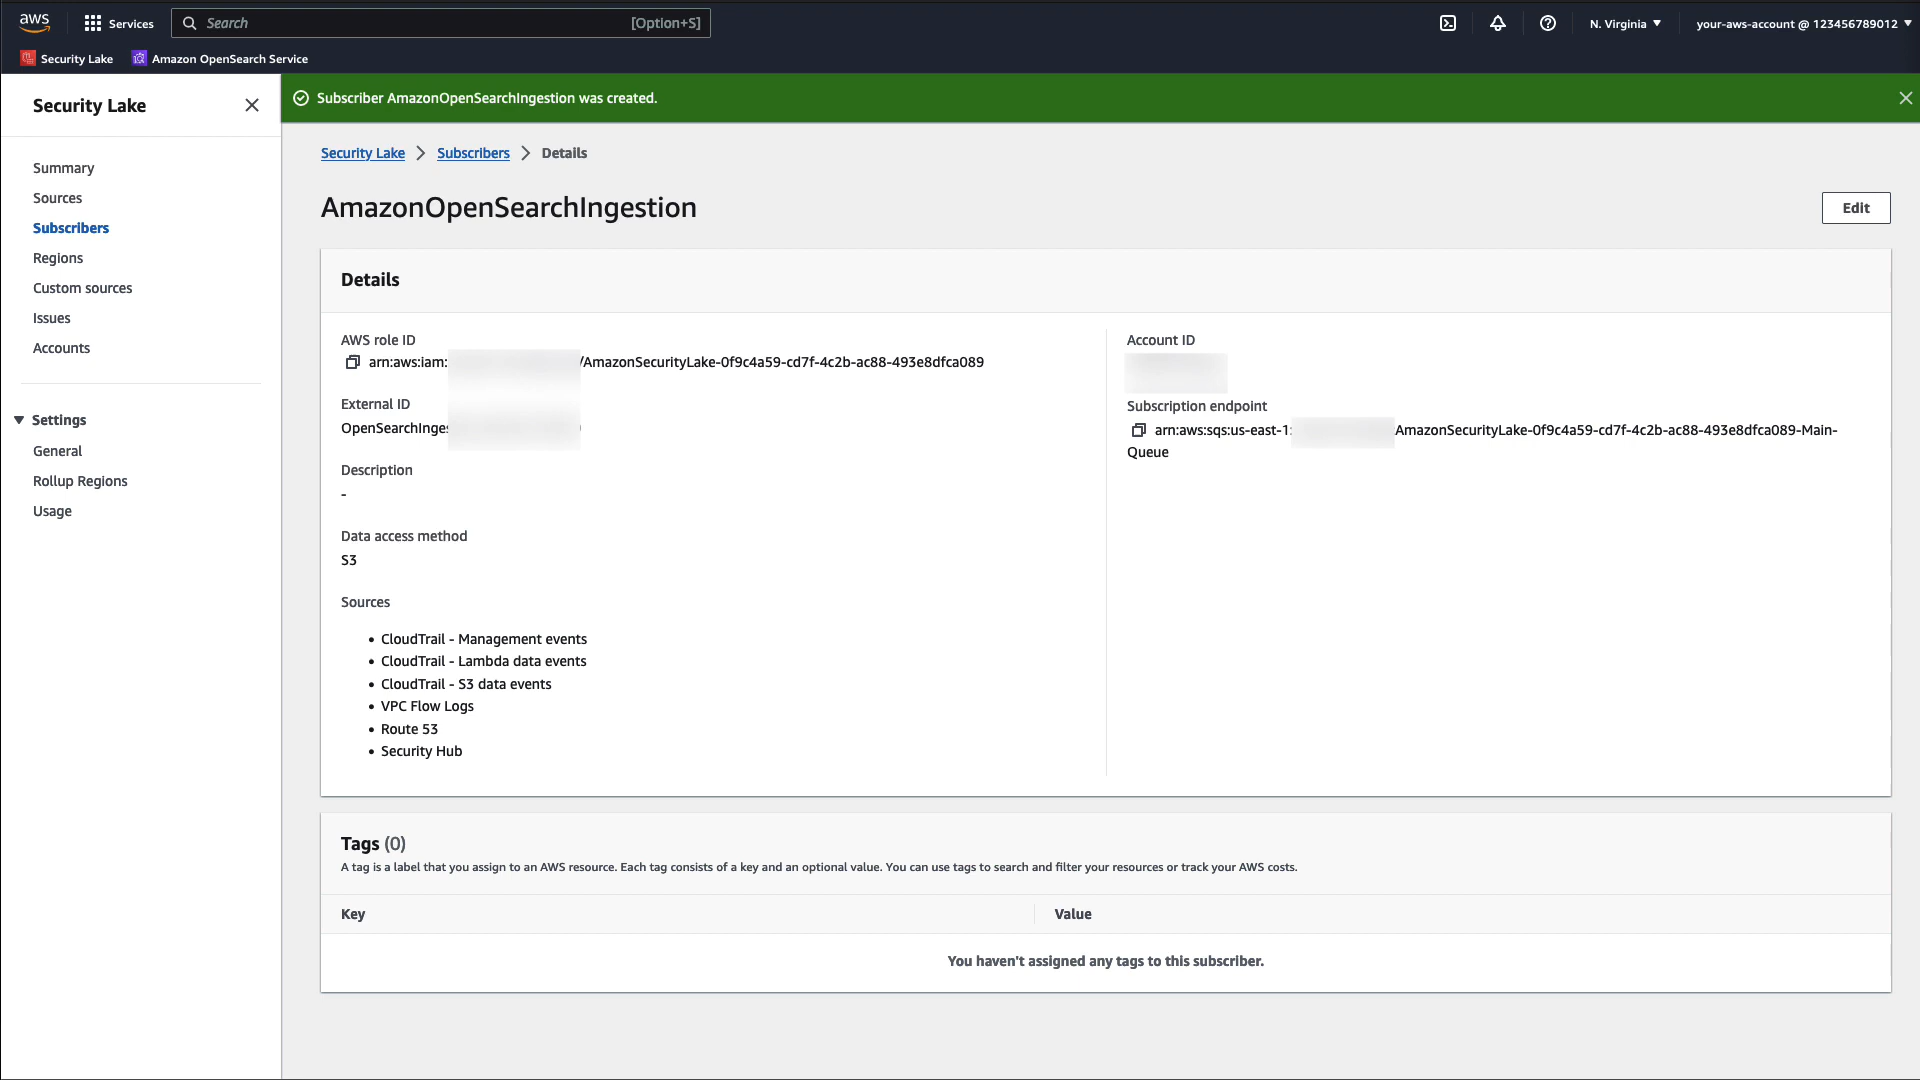 aws
Services
Search [Option+S]
N. Virginia
your-aws-account @ 123456789012
Security Lake
Amazon OpenSearch Service
Security Lake
Summary
Sources
Subscribers
Regions
Custom sources
Issues
Accounts
Settings
General
Rollup Regions
Usage
Subscriber AmazonOpenSearchIngestion was created.
Security Lake > Subscribers > Details
AmazonOpenSearchIngestion
Edit
Details
AWS role ID
arn:aws:iam: /AmazonSecurityLake-0f9c4a59-cd7f-4c2b-ac88-493e8dfca089
External ID
OpenSearchInges
Description
-
Data access method
S3
Sources
• CloudTrail - Management events
• CloudTrail - Lambda data events
• CloudTrail - S3 data events
• VPC Flow Logs
• Route 53
• Security Hub
Account ID
Subscription endpoint
arn:aws:sqs:us-east-1: AmazonSecurityLake-0f9c4a59-cd7f-4c2b-ac88-493e8dfca089-Main-
Queue
Tags (0)
A tag is a label that you assign to an AWS resource. Each tag consists of a key and an optional value. You can use tags to search and filter your resources or track your AWS costs.
Key Value
You haven't assigned any tags to this subscriber.